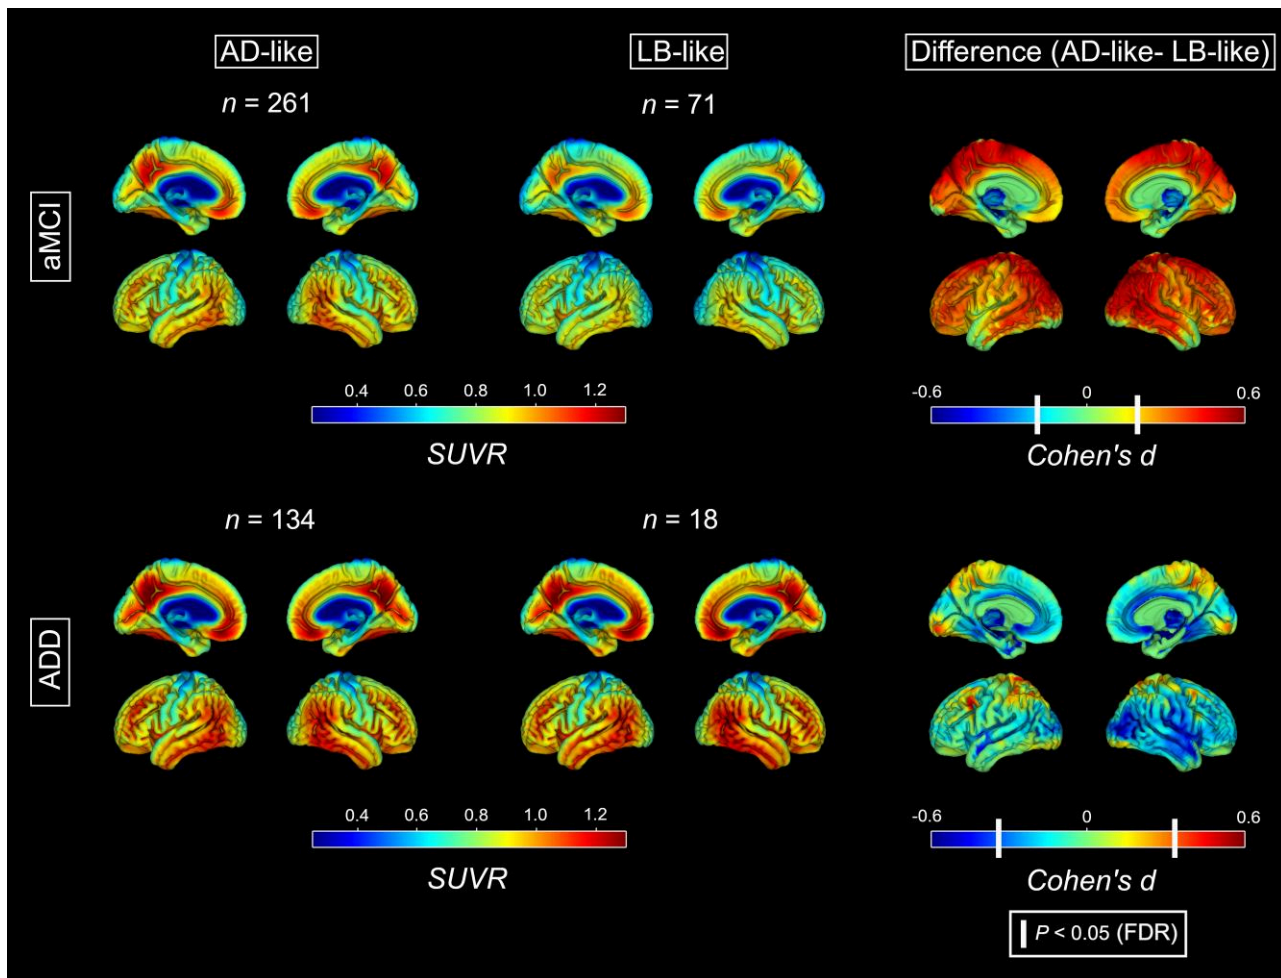 AD-like
LB-like
Difference (AD-like- LB-like)
n = 261
n = 71
aMCI
0.4 0.6 0.8 1.0 1.2
SUVR
-0.6 0 0.6
Cohen's d
n = 134
n = 18
ADD
0.4 0.6 0.8 1.0 1.2
SUVR
-0.6 0 0.6
Cohen's d
P < 0.05 (FDR)